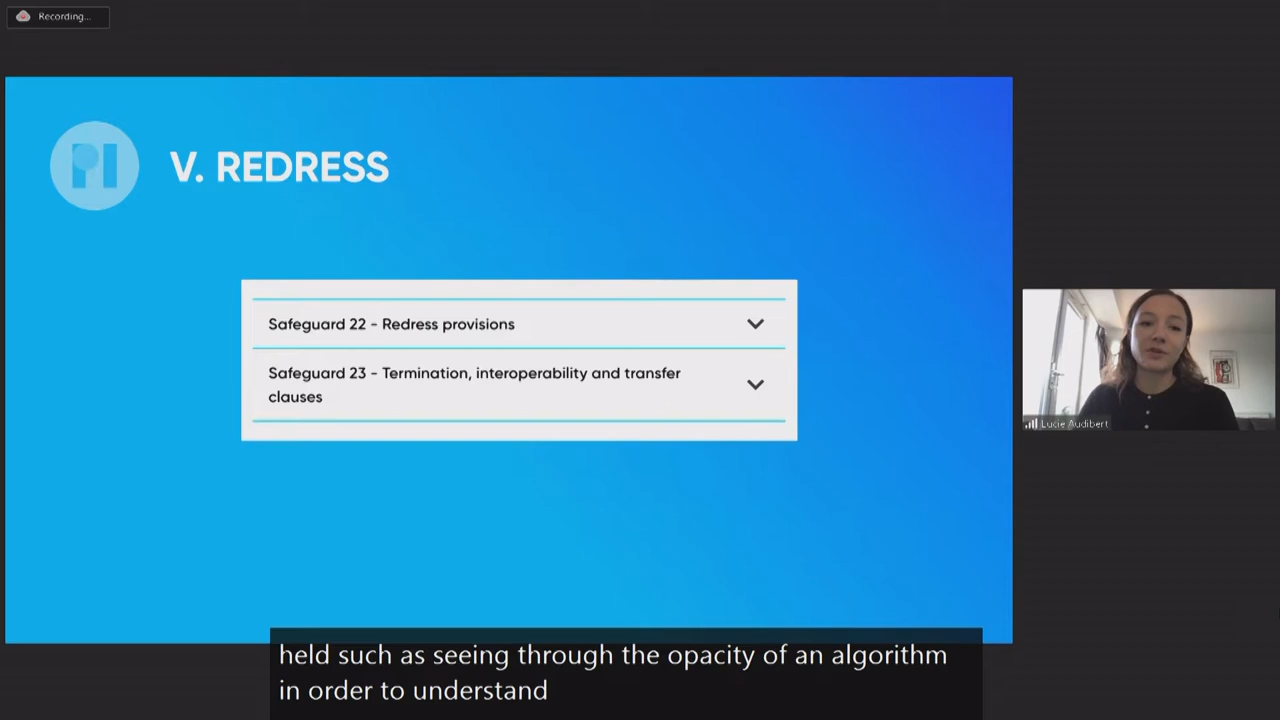 Recording...
PI
V. REDRESS
Safeguard 22 - Redress provisions
Safeguard 23 - Termination, interoperability and transfer
clauses
Lucie Audibert
held such as seeing through the opacity of an algorithm
in order to understand